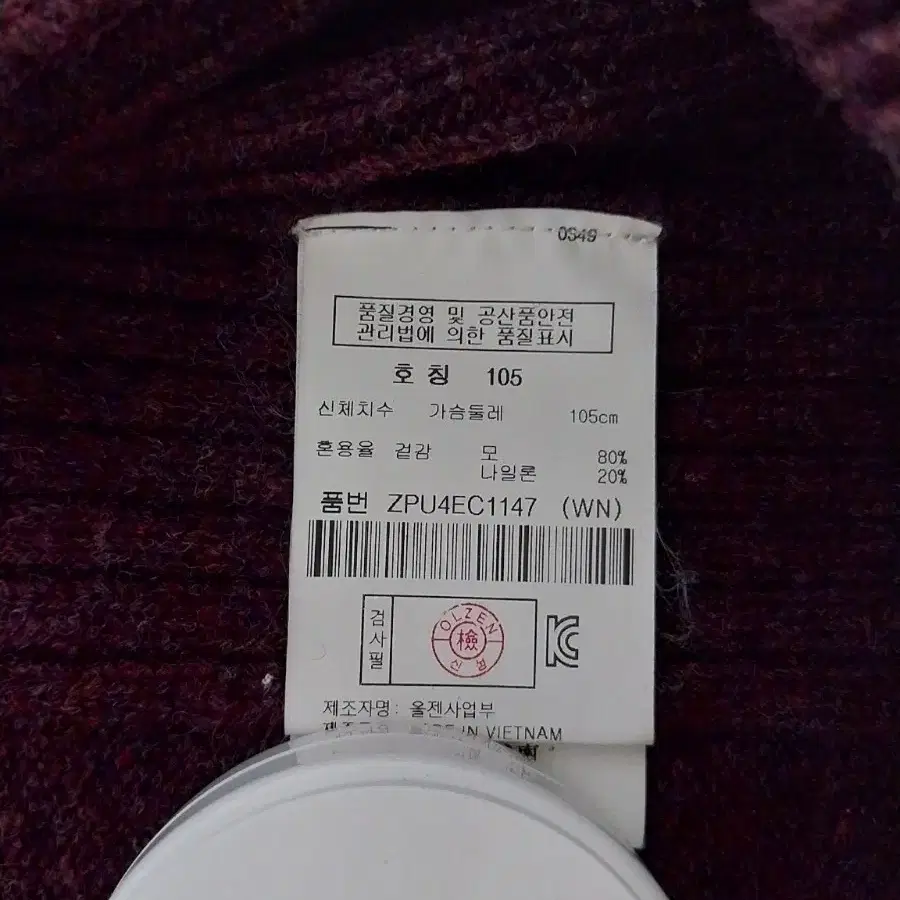 0S49
품질경영 및 공산품안전
관리법에 의한 품질표시
호칭 105
신체치수 가슴둘레 105cm
혼용율 겉감 모 80%
나일론 20%
품번 ZPU4EC1147 (WN)
검사필
OLZEN
檢
신성
제조자명: 올젠사업부
IN VIETNAM